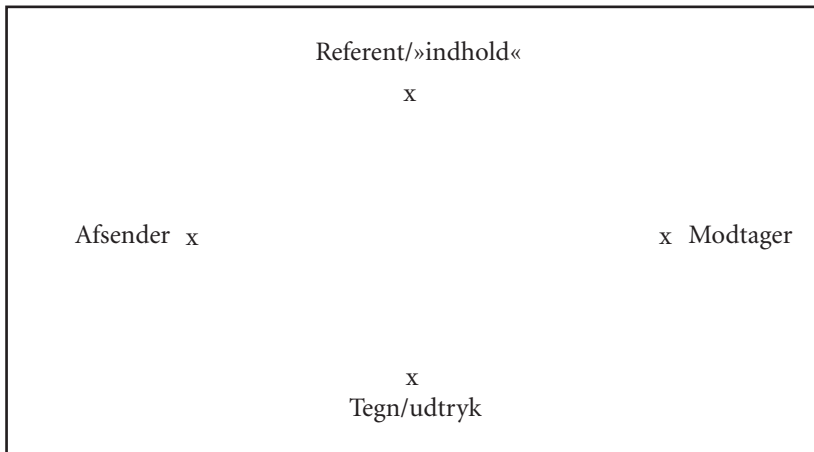 Referent/»indhold«
x
Afsender x
x Modtager
x
Tegn/udtryk